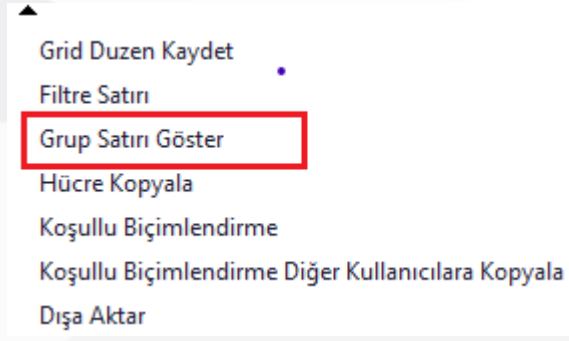 Grid Duzen Kaydet
Filtre Satırı
Grup Satırı Göster
Hücre Kopyala
Koşullu Biçimlendirme
Koşullu Biçimlendirme Diğer Kullanıcılara Kopyala
Dışa Aktar